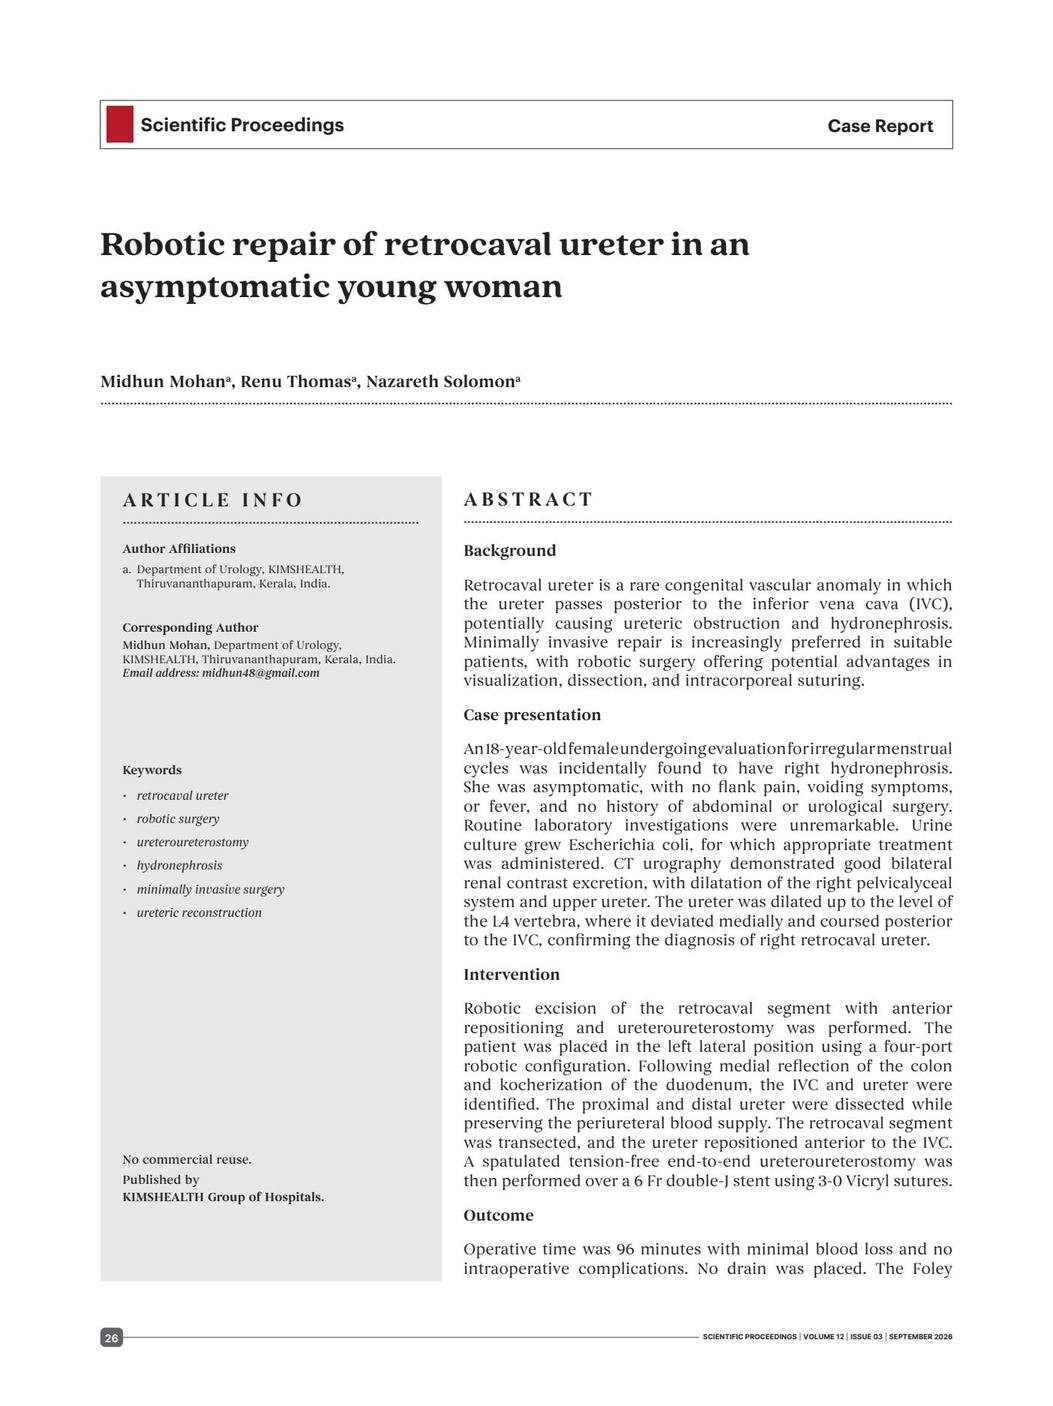 Scientific Proceedings
Case Report
Robotic repair of retrocaval ureter in an
asymptomatic young woman
Midhun Mohanᵃ, Renu Thomasᵃ, Nazareth Solomonᵃ
ARTICLE INFO
Author Affiliations
a. Department of Urology, KIMSHEALTH,
Thiruvananthapuram, Kerala, India.
Corresponding Author
Midhun Mohan, Department of Urology,
KIMSHEALTH, Thiruvananthapuram, Kerala, India.
Email address: midhun48@gmail.com
Keywords
• retrocaval ureter
• robotic surgery
• ureteroureterostomy
• hydronephrosis
• minimally invasive surgery
• ureteric reconstruction
No commercial reuse.
Published by
KIMSHEALTH Group of Hospitals.
ABSTRACT
Background
Retrocaval ureter is a rare congenital vascular anomaly in which
the ureter passes posterior to the inferior vena cava (IVC),
potentially causing ureteric obstruction and hydronephrosis.
Minimally invasive repair is increasingly preferred in suitable
patients, with robotic surgery offering potential advantages in
visualization, dissection, and intracorporeal suturing.
Case presentation
An 18-year-old female undergoing evaluation for irregular menstrual
cycles was incidentally found to have right hydronephrosis.
She was asymptomatic, with no flank pain, voiding symptoms,
or fever, and no history of abdominal or urological surgery.
Routine laboratory investigations were unremarkable. Urine
culture grew Escherichia coli, for which appropriate treatment
was administered. CT urography demonstrated good bilateral
renal contrast excretion, with dilatation of the right pelvicalyceal
system and upper ureter. The ureter was dilated up to the level of
the L4 vertebra, where it deviated medially and coursed posterior
to the IVC, confirming the diagnosis of right retrocaval ureter.
Intervention
Robotic excision of the retrocaval segment with anterior
repositioning and ureteroureterostomy was performed. The
patient was placed in the left lateral position using a four-port
robotic configuration. Following medial reflection of the colon
and kocherization of the duodenum, the IVC and ureter were
identified. The proximal and distal ureter were dissected while
preserving the periureteral blood supply. The retrocaval segment
was transected, and the ureter repositioned anterior to the IVC.
A spatulated tension-free end-to-end ureteroureterostomy was
then performed over a 6 Fr double-J stent using 3-0 Vicryl sutures.
Outcome
Operative time was 96 minutes with minimal blood loss and no
intraoperative complications. No drain was placed. The Foley
26
SCIENTIFIC PROCEEDINGS | VOLUME 12 | ISSUE 03 | SEPTEMBER 2026